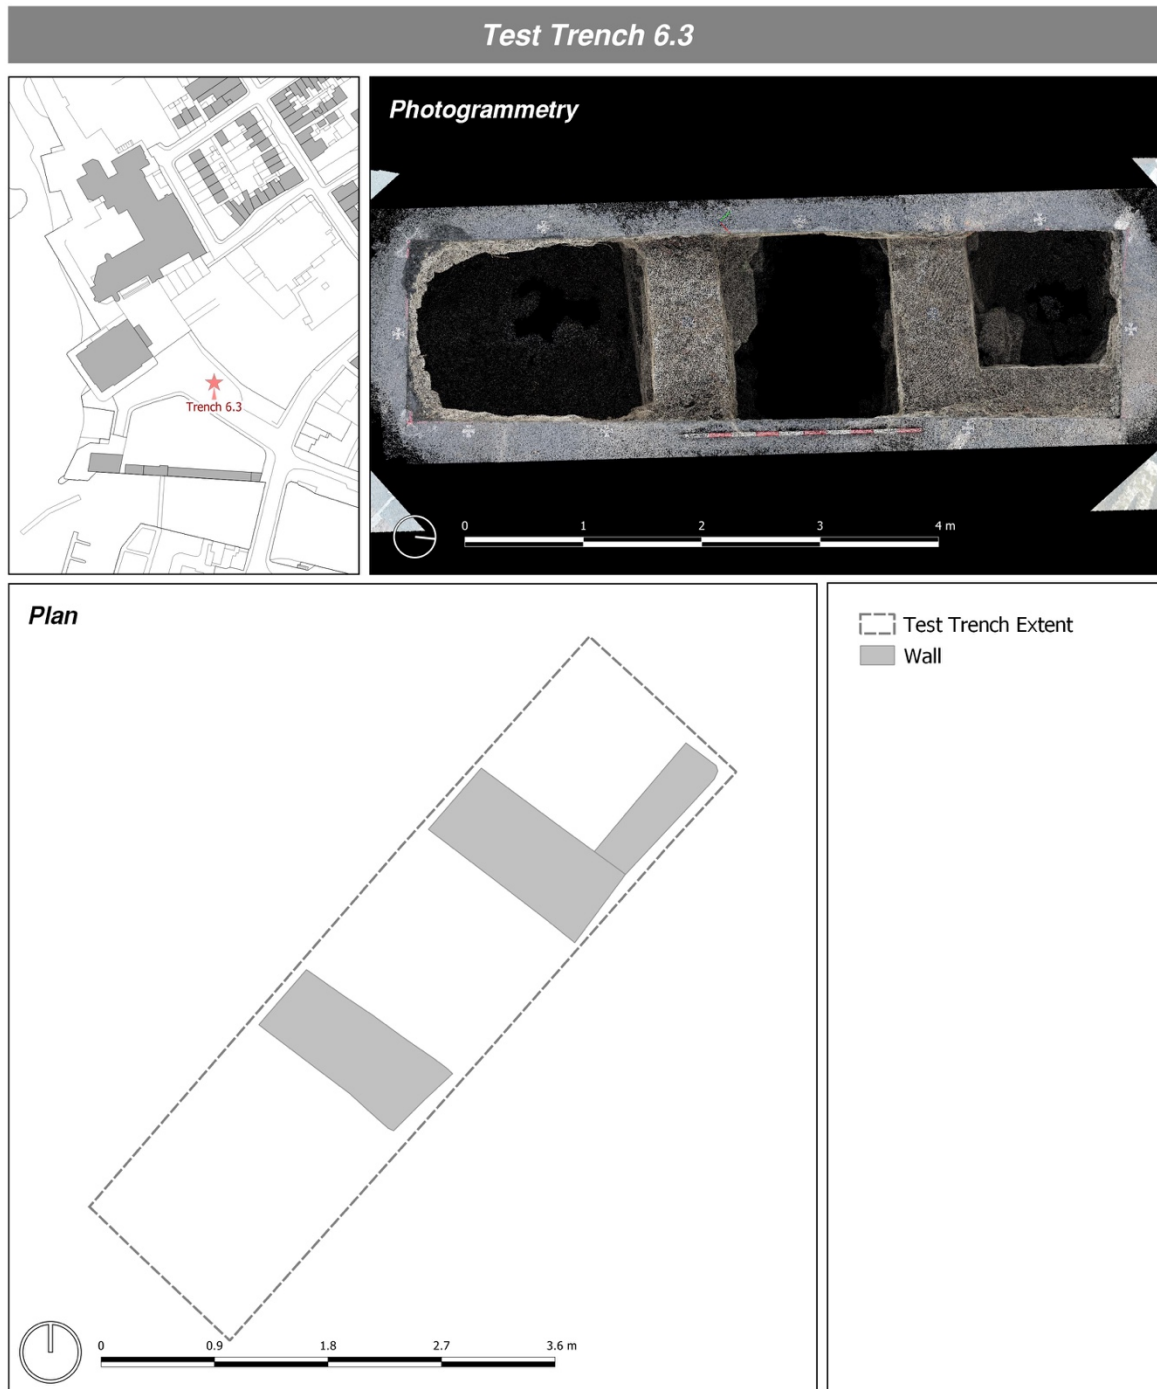 Test Trench 6.3
Trench 6.3
Photogrammetry
0 1 2 3 4 m
Plan
0 0.9 1.8 2.7 3.6 m
Test Trench Extent
Wall